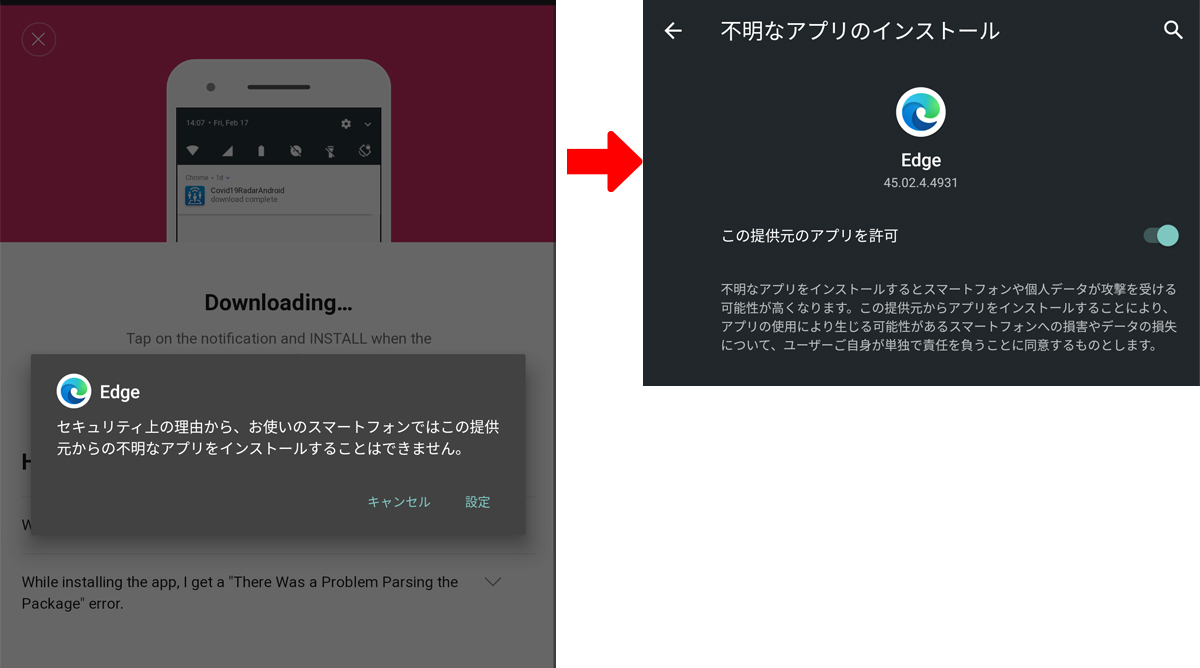 14:07 • Fri, Feb 17
Chrome • 1d
Covid19RadarAndroid
download complete
Downloading...
Tap on the notification and INSTALL when the
Edge
セキュリティ上の理由から、お使いのスマートフォンではこの提供
元からの不明なアプリをインストールすることはできません。
キャンセル
設定
H
W
While installing the app, I get a "There Was a Problem Parsing the
Package" error.
不明なアプリのインストール
Edge
45.02.4.4931
この提供元のアプリを許可
不明なアプリをインストールするとスマートフォンや個人データが攻撃を受ける
可能性が高くなります。この提供元からアプリをインストールすることにより、
アプリの使用により生じる可能性があるスマートフォンへの損害やデータの損失
について、ユーザーご自身が単独で責任を負うことに同意するものとします。